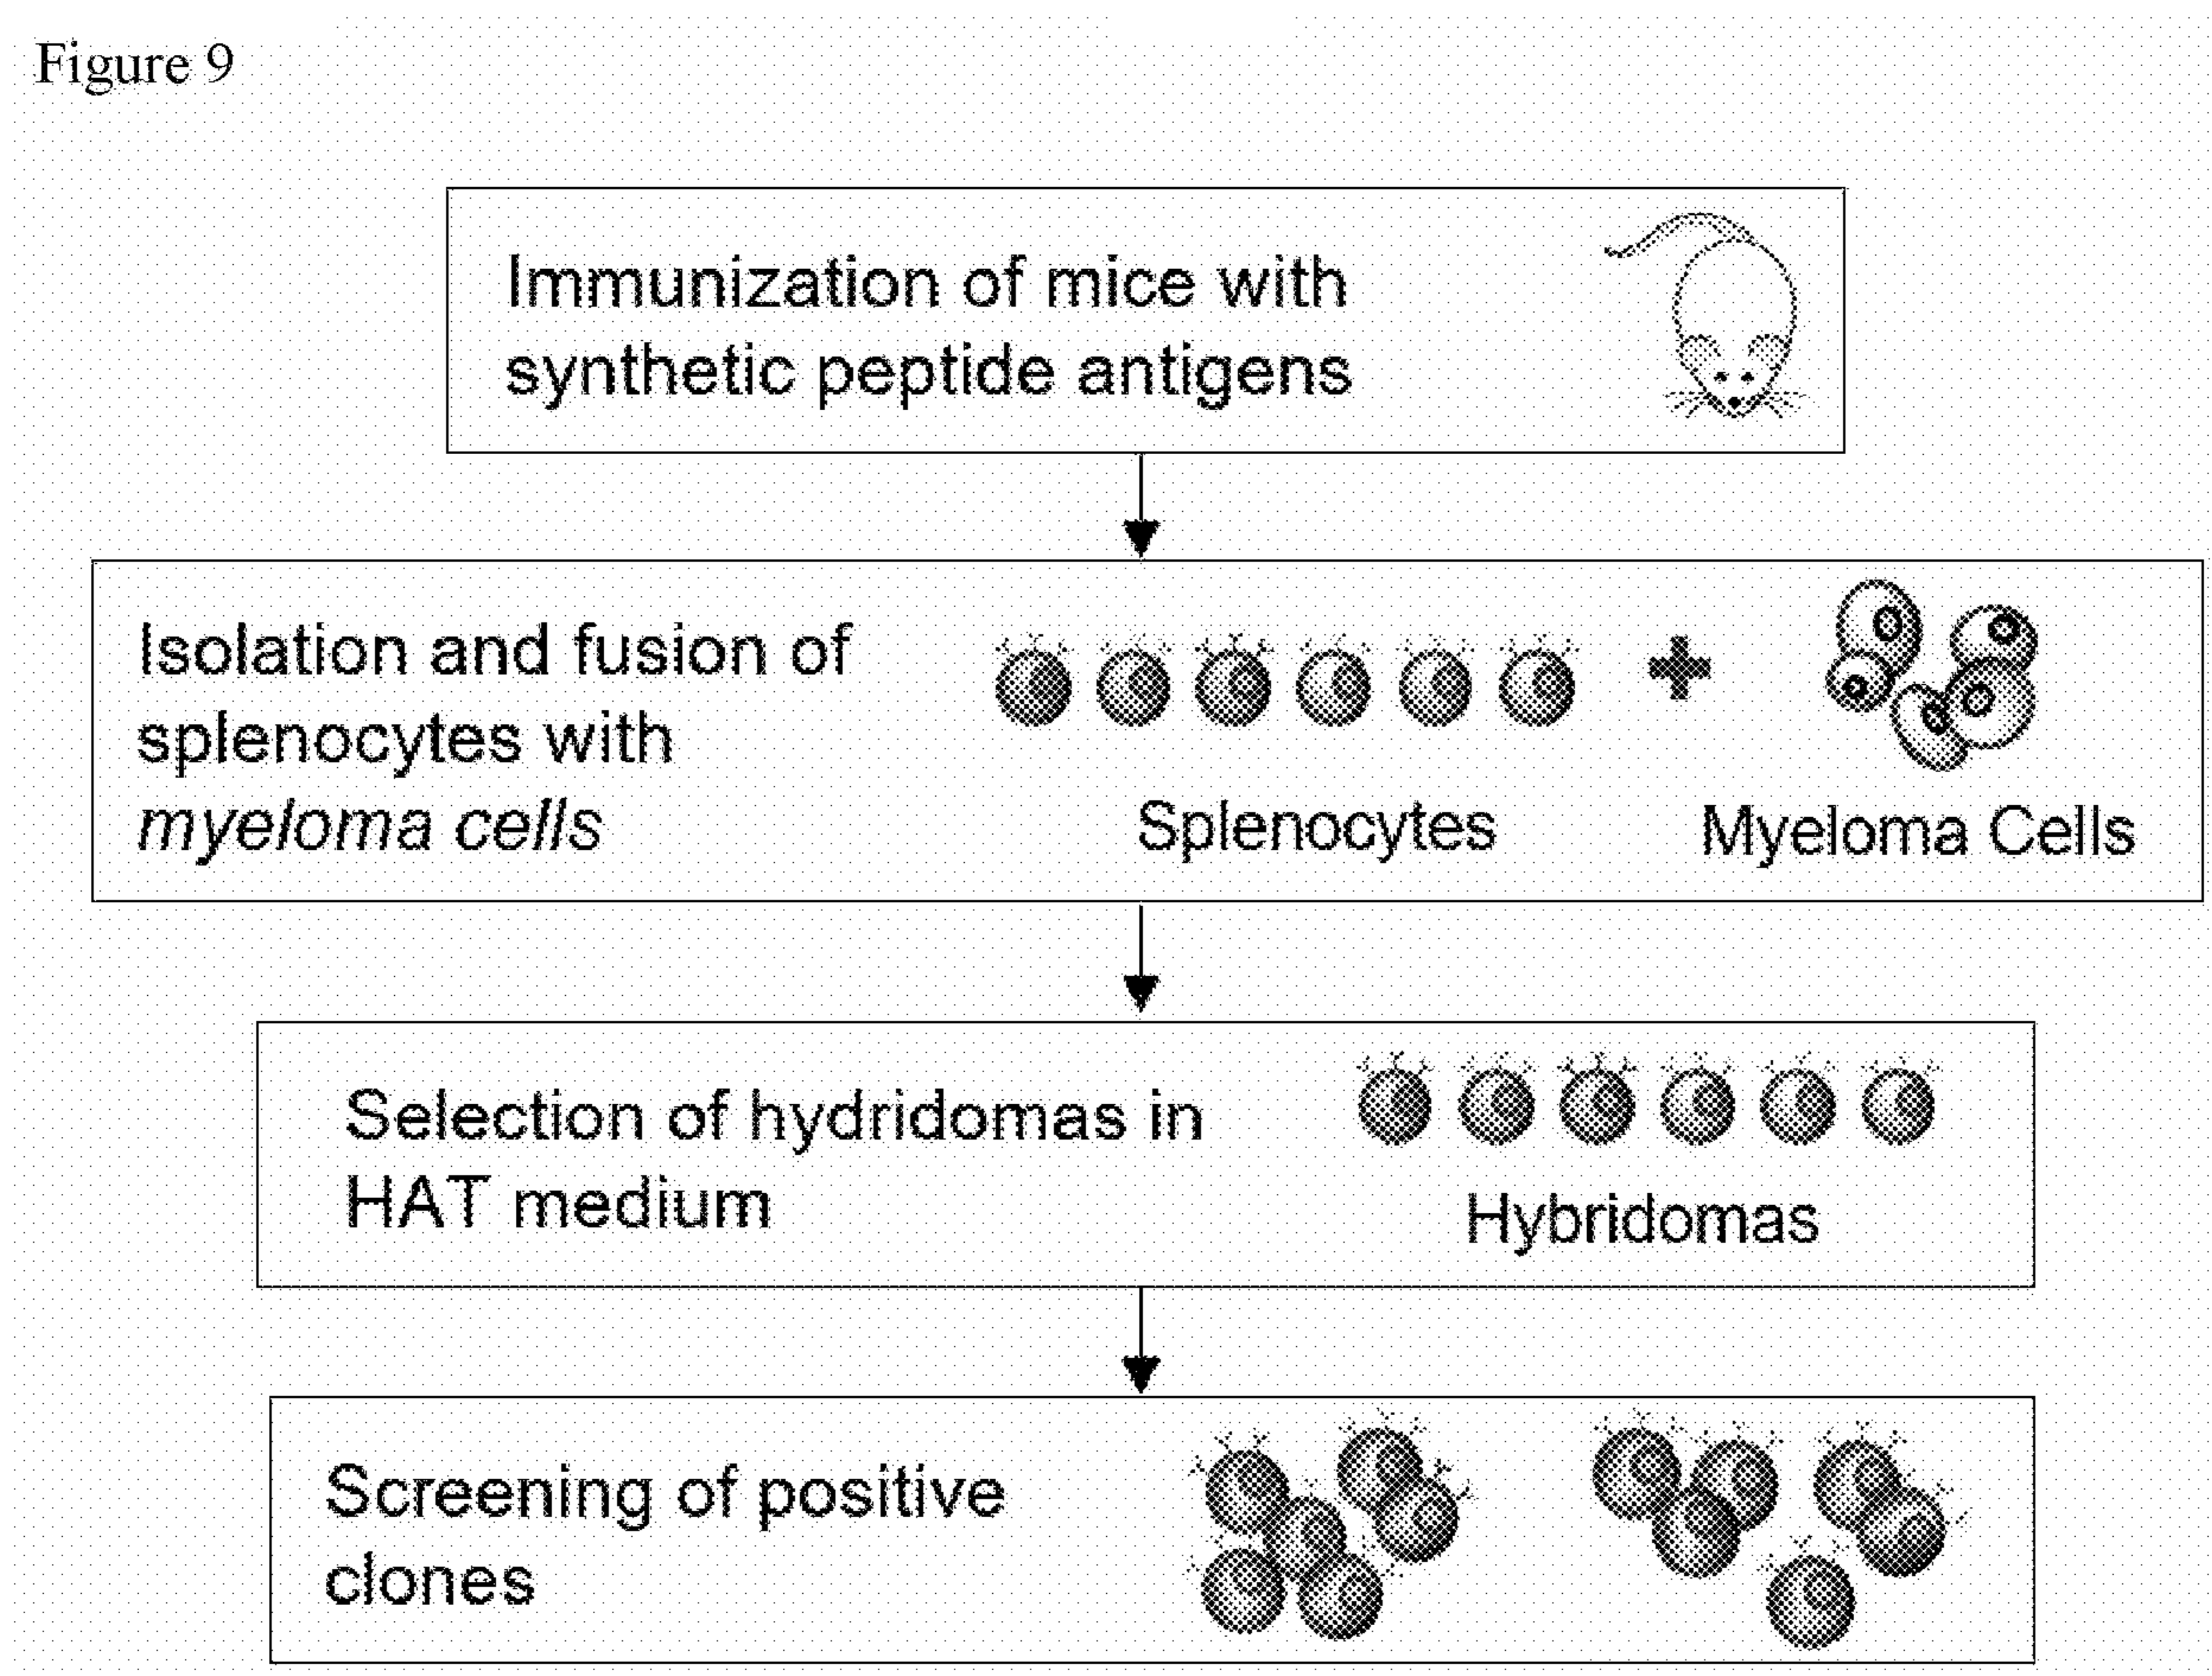 Figure 9
Immunization of mice with
synthetic peptide antigens
Isolation and fusion of
splenocytes with
myeloma cells
Splenocytes
Myeloma Cells
Selection of hydridomas in
HAT medium
Hybridomas
Screening of positive
clones